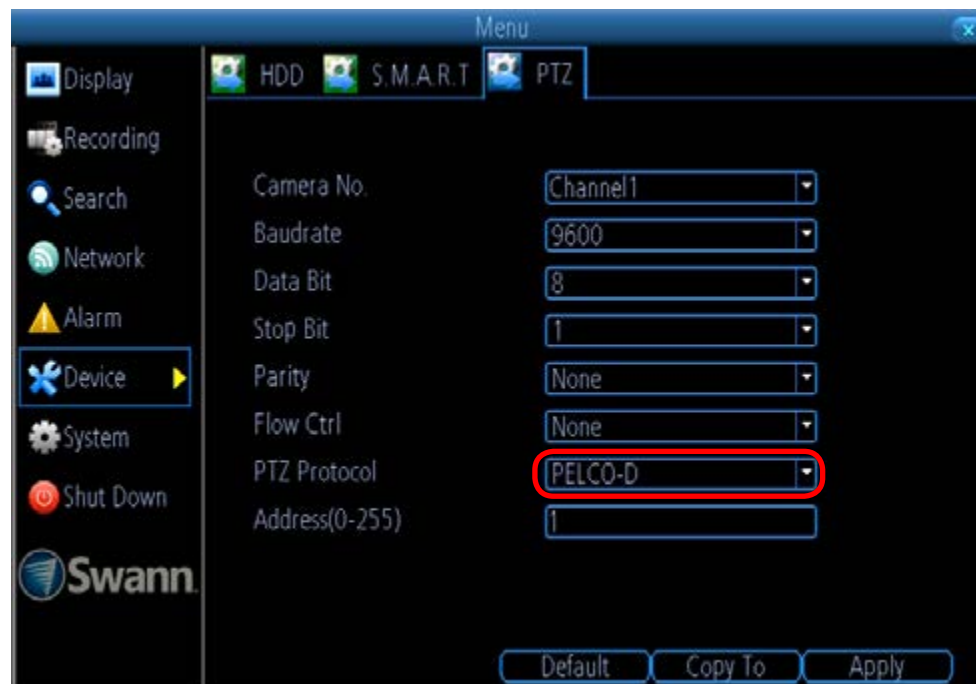 Menu
Display
Recording
Search
Network
Alarm
Device
System
Shut Down
Swann
HDD S.M.A.R.T PTZ
Camera No. Channel1
Baudrate 9600
Data Bit 8
Stop Bit 1
Parity None
Flow Ctrl None
PTZ Protocol PELCO-D
Address(0-255) 1
Default Copy To Apply